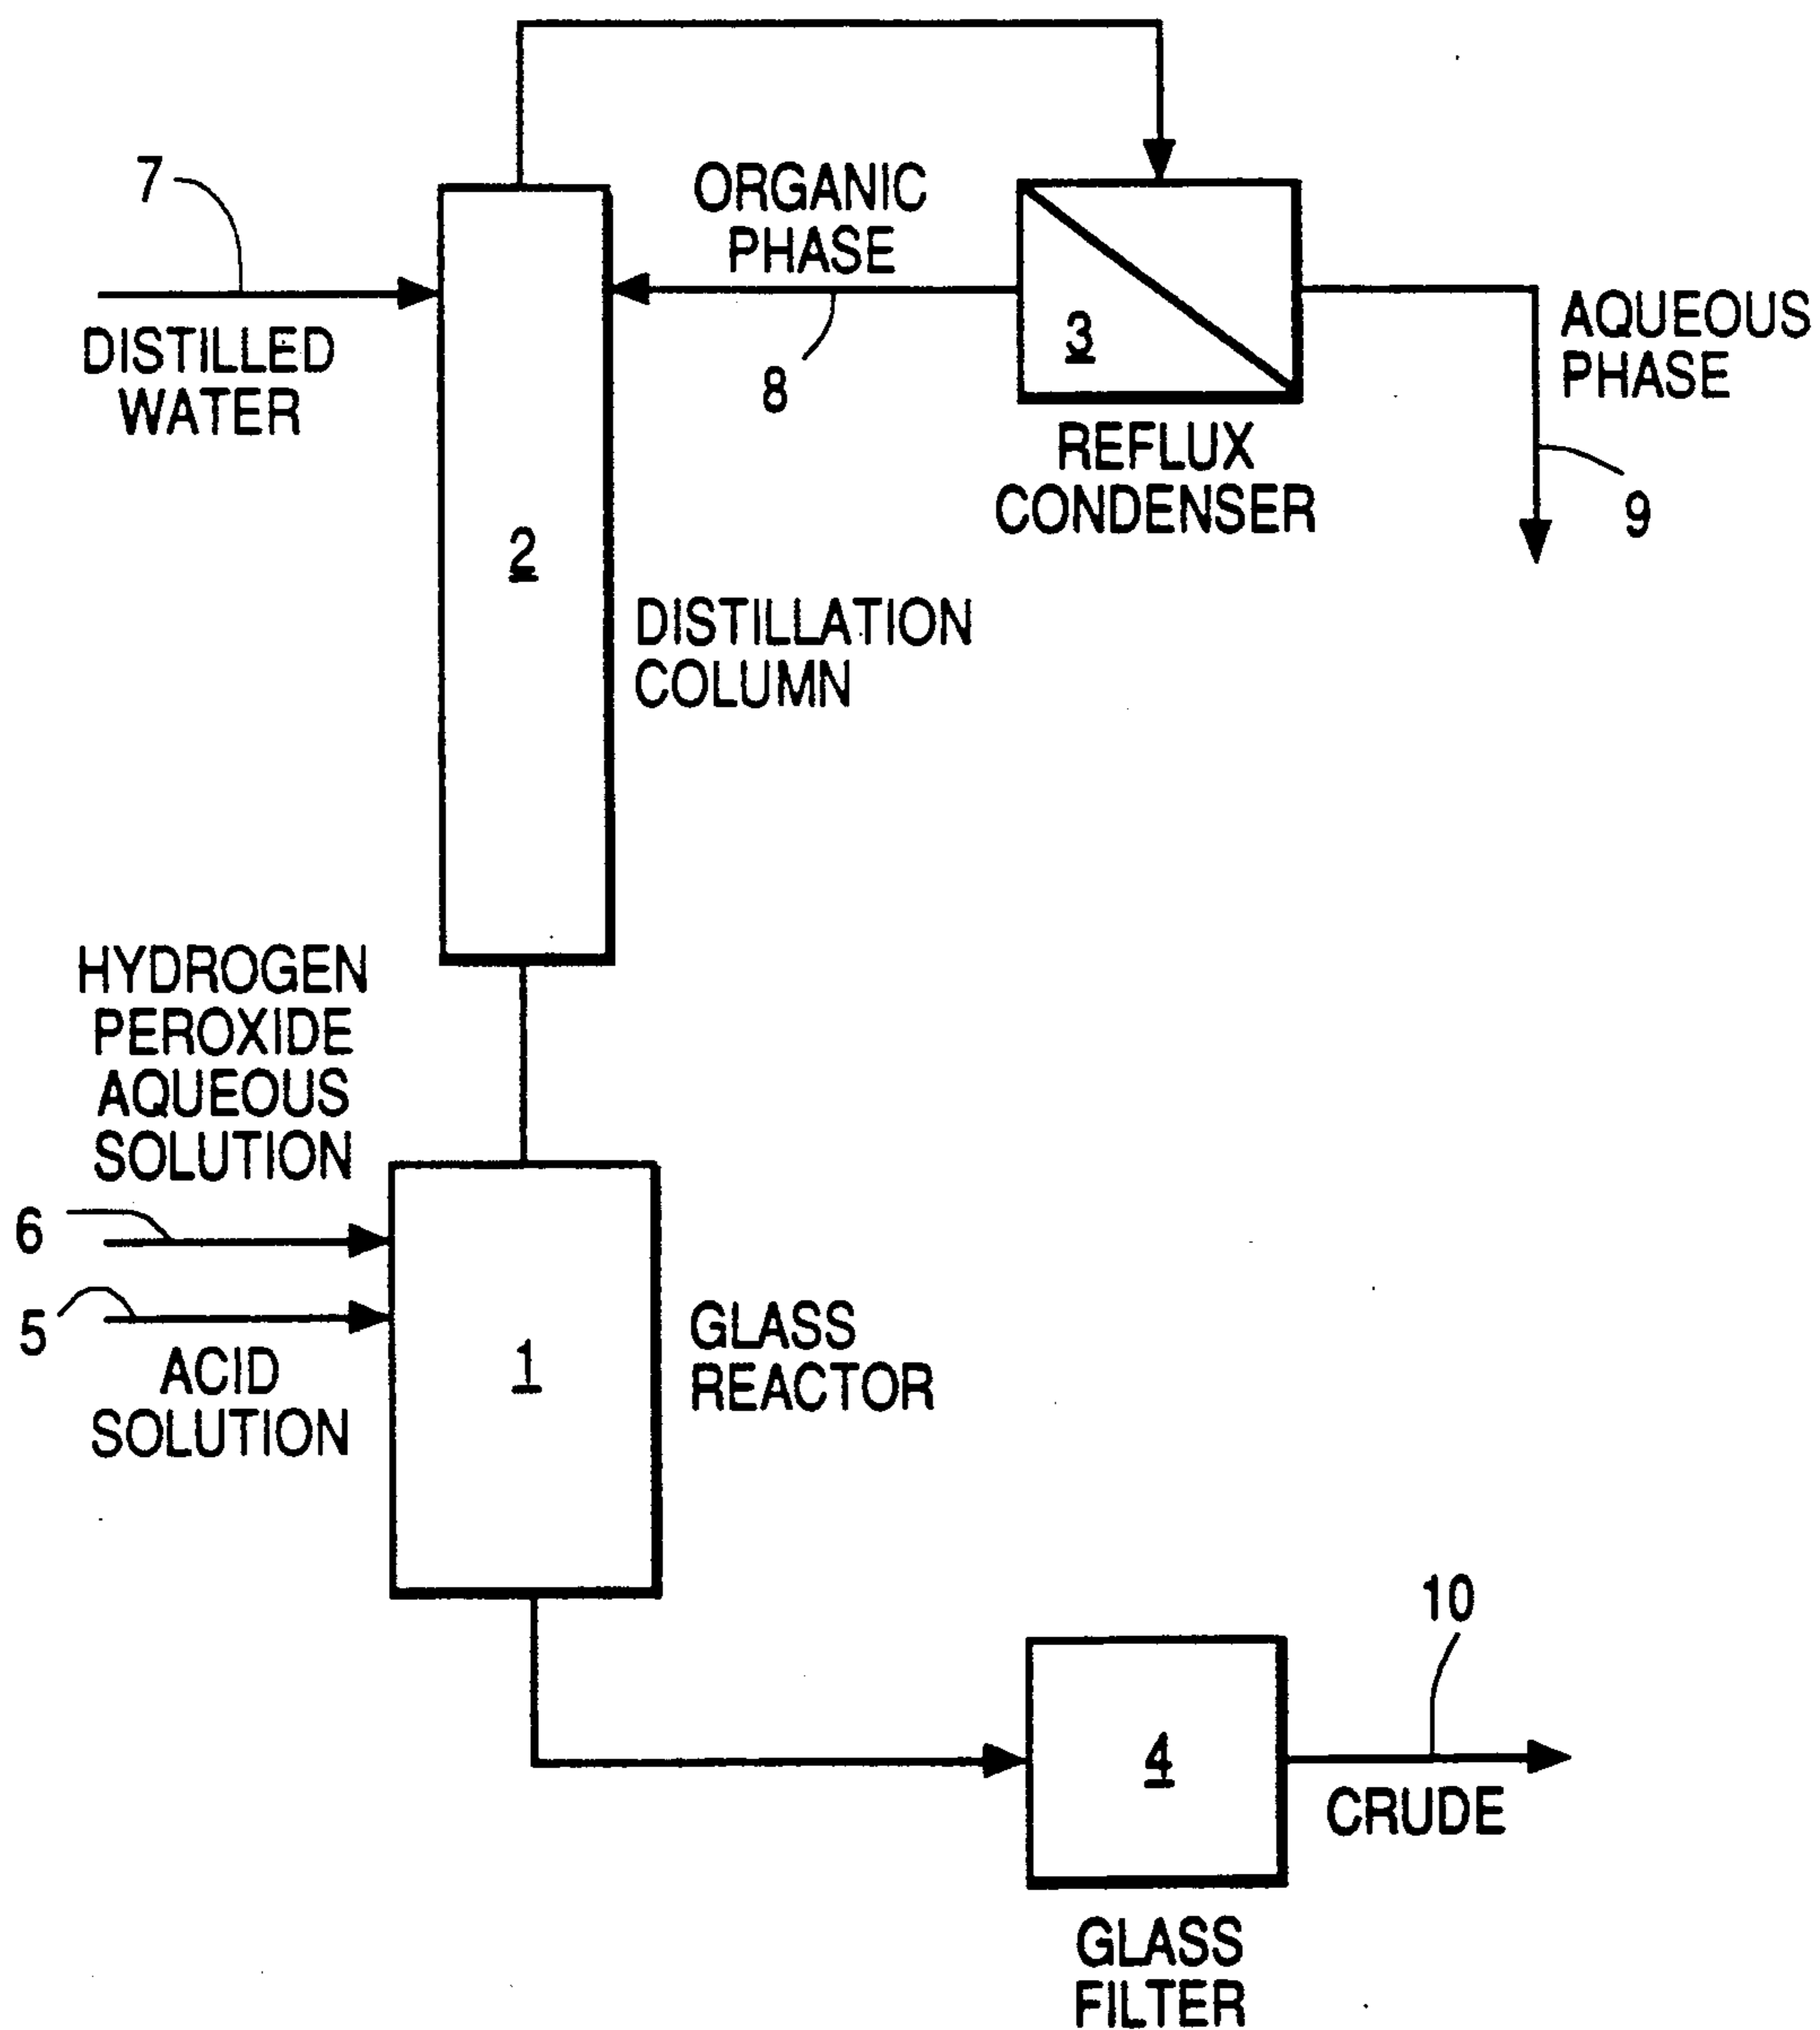 7
DISTILLED
WATER
ORGANIC
PHASE
8
3
REFLUX
CONDENSER
AQUEOUS
PHASE
9
2
DISTILLATION
COLUMN
HYDROGEN
PEROXIDE
AQUEOUS
SOLUTION
6
5
ACID
SOLUTION
1
GLASS
REACTOR
10
4
CRUDE
GLASS
FILTER